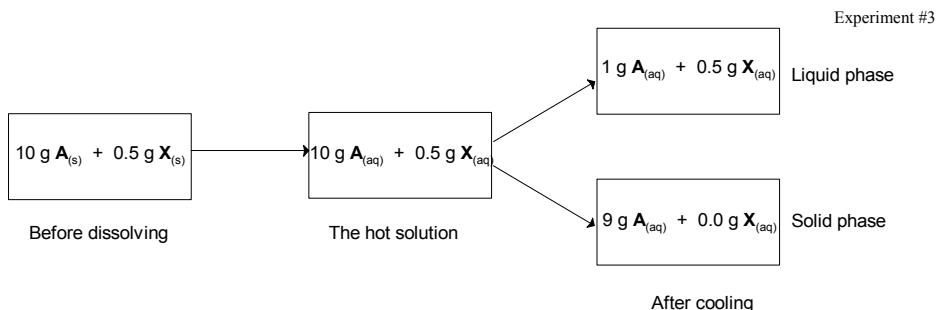 Experiment #3
1 g A(aq) + 0.5 g X(aq)
Liquid phase
10 g A(s) + 0.5 g X(s)
10 g A(aq) + 0.5 g X(aq)
9 g A(aq) + 0.0 g X(aq)
Solid phase
Before dissolving
The hot solution
After cooling